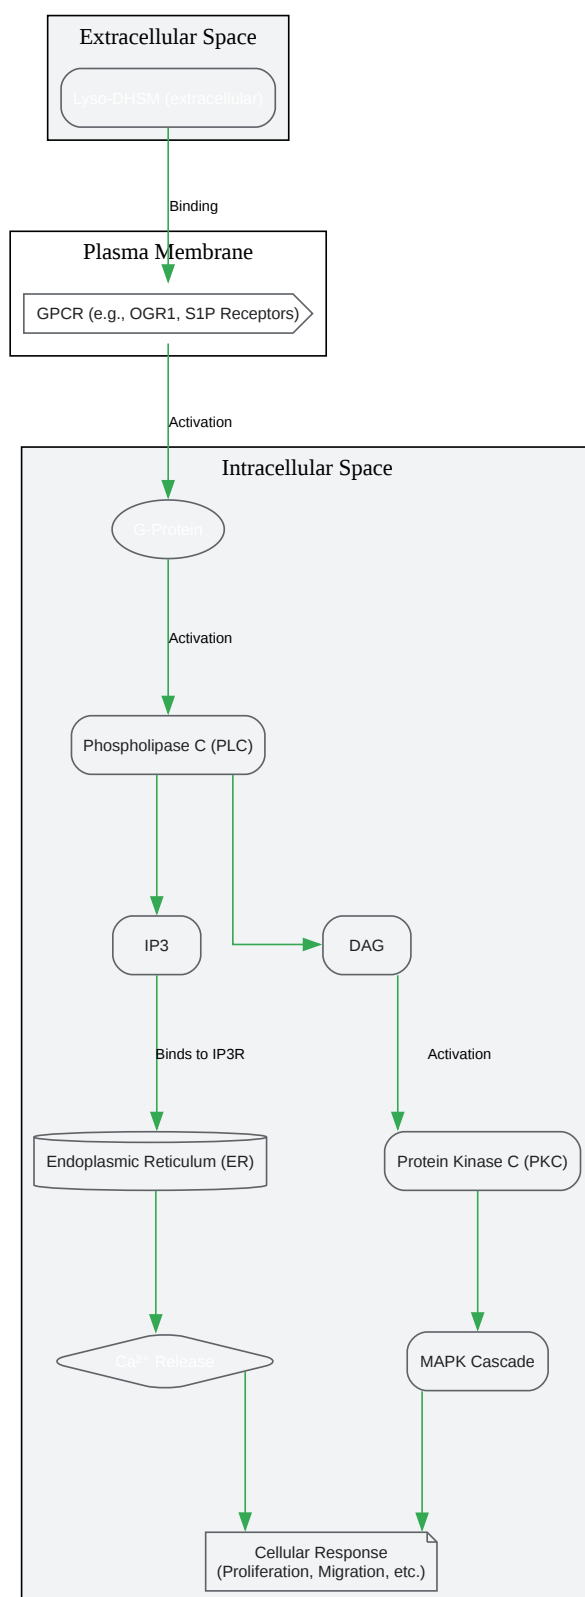 Extracellular Space
Lyso-DHSM (extracellular)
Binding
Plasma Membrane
GPCR (e.g., OGR1, S1P Receptors)
Activation
Intracellular Space
G-Protein
Activation
Phospholipase C (PLC)
IP3
DAG
Binds to IP3R
Activation
Endoplasmic Reticulum (ER)
Protein Kinase C (PKC)
Ca²⁺ Release
MAPK Cascade
Cellular Response
(Proliferation, Migration, etc.)